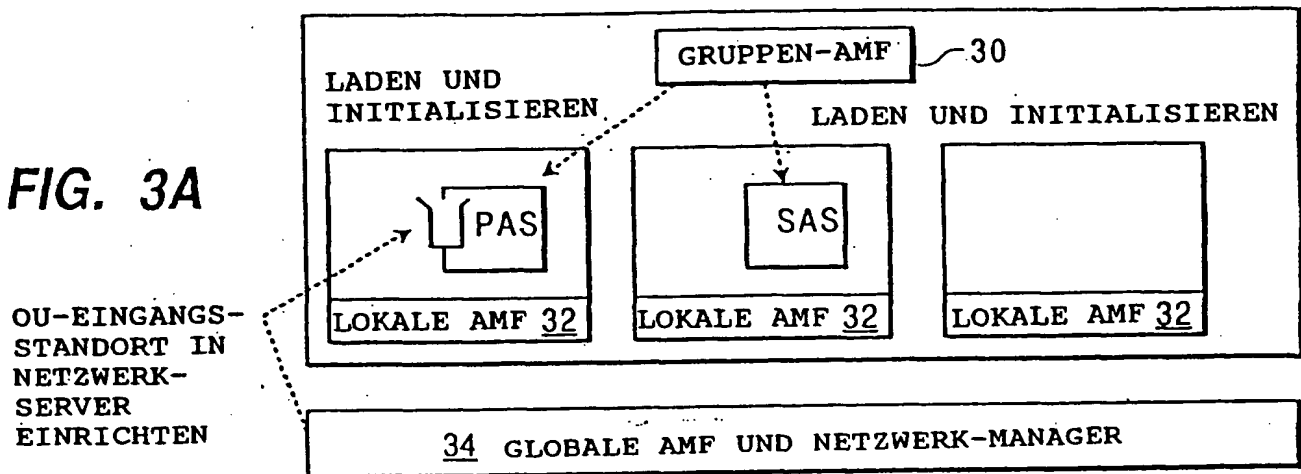 GRUPPEN-AMF 30
LADEN UND
INITIALISIEREN
LADEN UND INITIALISIEREN
FIG. 3A
PAS
SAS
LOKALE AMF 32
LOKALE AMF 32
LOKALE AMF 32
OU-EINGANGS-
STANDORT IN
NETZWERK-
SERVER
EINRICHTEN
34 GLOBALE AMF UND NETZWERK-MANAGER